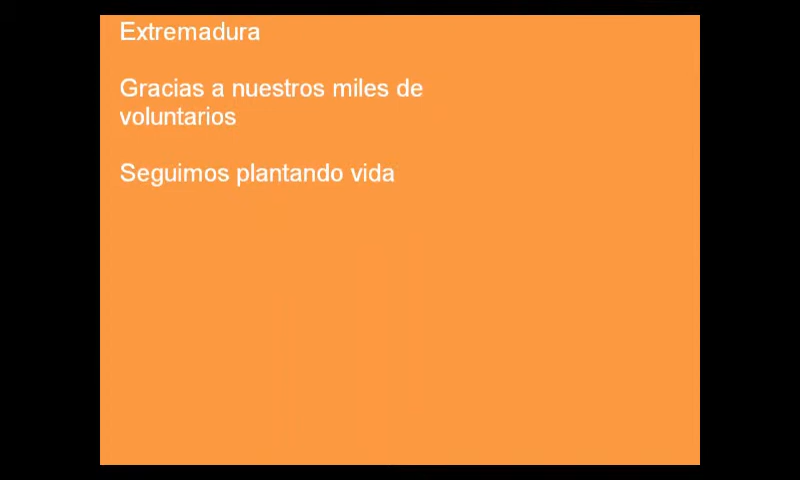 Extremadura
Gracias a nuestros miles de
voluntarios
Seguimos plantando vida